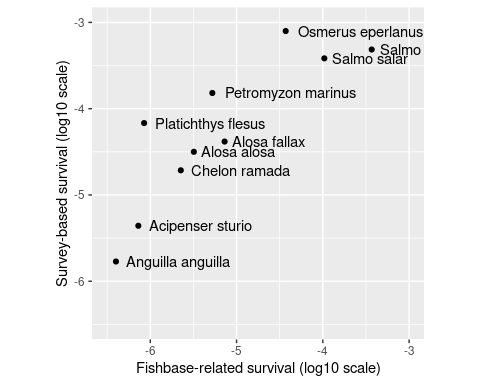 -3
-4
-5
-6
Survey-based survival (log10 scale)
Osmerus eperlanus
Salmo
Salmo salar
Petromyzon marinus
Platichthys flesus
Alosa fallax
Alosa alosa
Chelon ramada
Acipenser sturio
Anguilla anguilla
-6 -5 -4 -3
Fishbase-related survival (log10 scale)